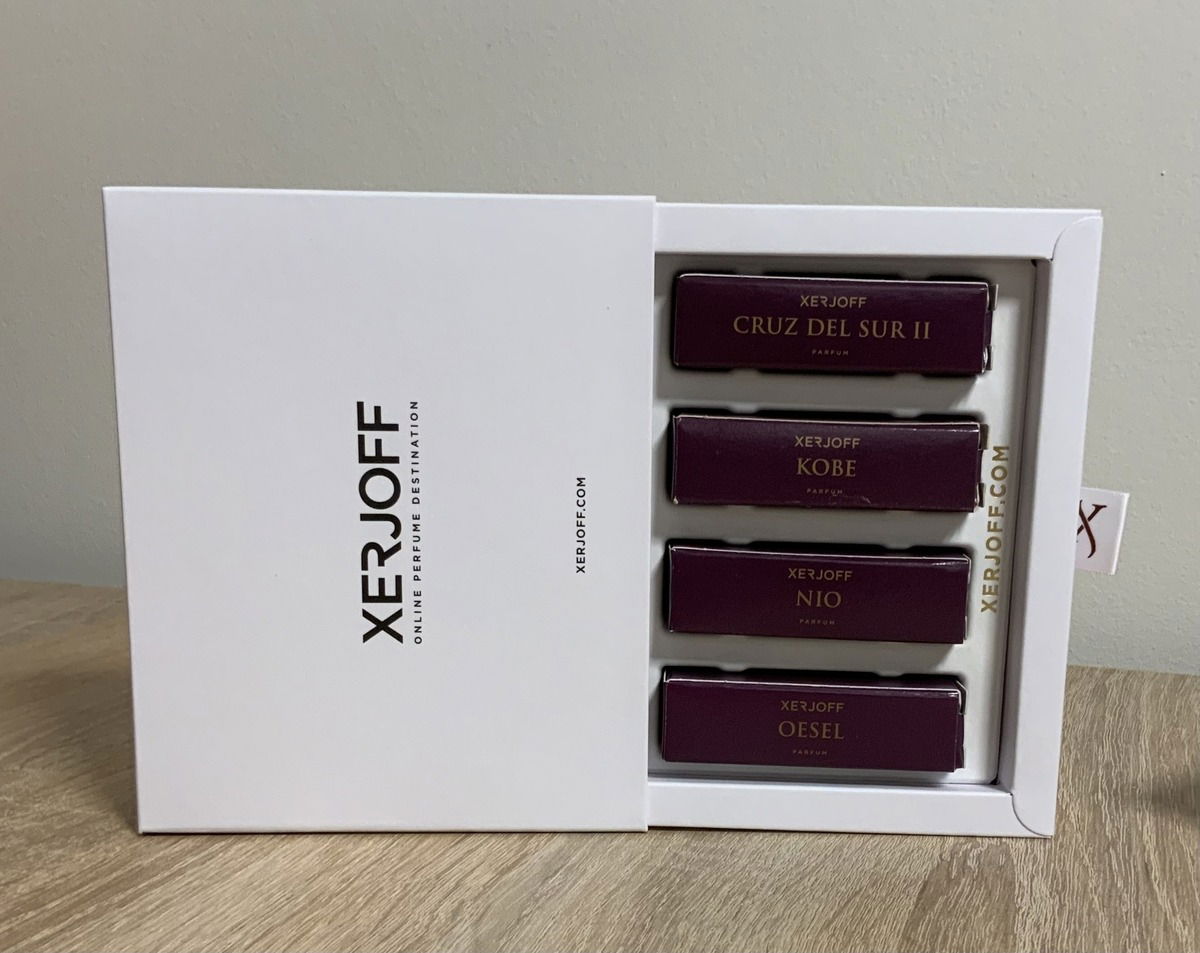 XERJOFF
ONLINE PERFUME DESTINATION
XERJOFF.COM
XERJOFF
CRUZ DEL SUR II
PARFUM
XERJOFF
KOBE
PARFUM
XERJOFF
NIO
PARFUM
XERJOFF
OESEL
PARFUM
XERJOFF.COM
X